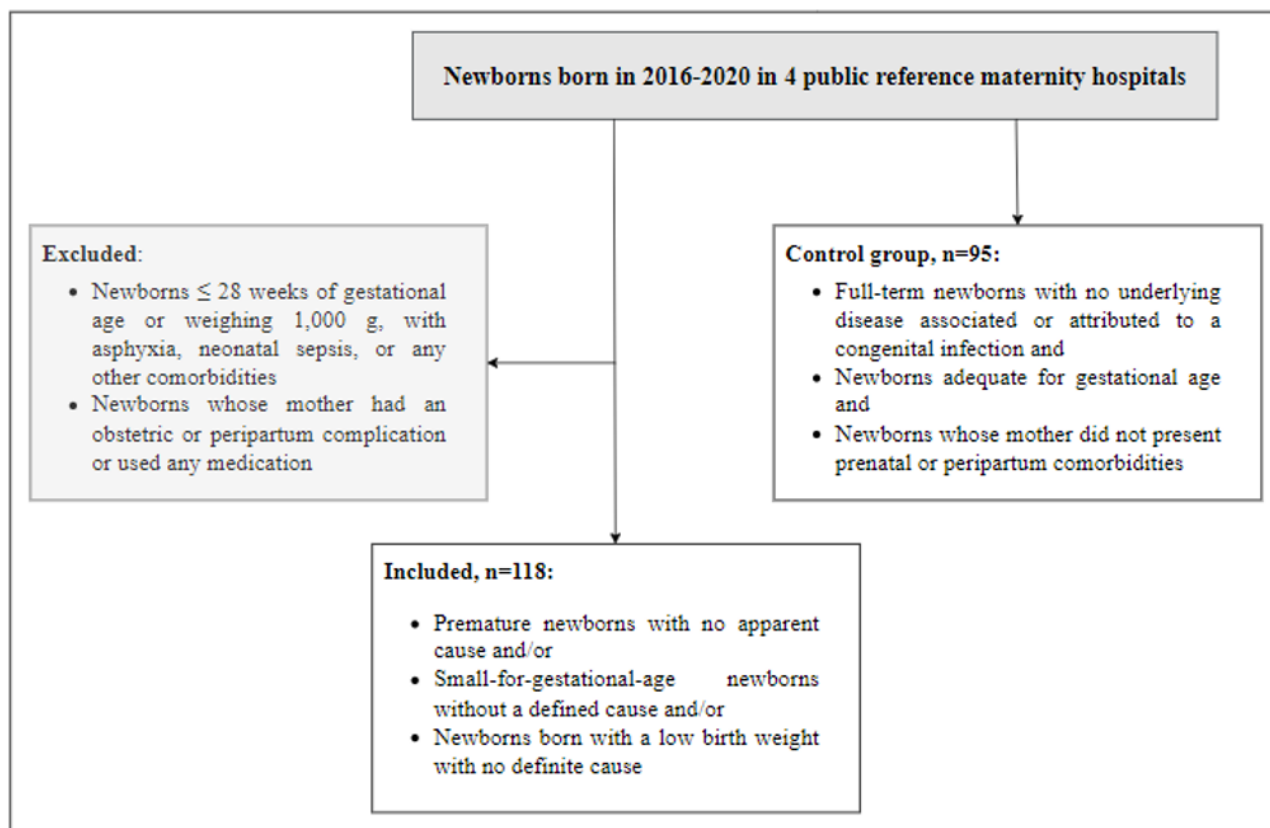 Newborns born in 2016-2020 in 4 public reference maternity hospitals
Excluded:
• Newborns ≤ 28 weeks of gestational
age or weighing 1,000 g, with
asphyxia, neonatal sepsis, or any
other comorbidities
• Newborns whose mother had an
obstetric or peripartum complication
or used any medication
Control group, n=95:
• Full-term newborns with no underlying
disease associated or attributed to a
congenital infection and
• Newborns adequate for gestational age
and
• Newborns whose mother did not present
prenatal or peripartum comorbidities
Included, n=118:
• Premature newborns with no apparent
cause and/or
• Small-for-gestational-age newborns
without a defined cause and/or
• Newborns born with a low birth weight
with no definite cause